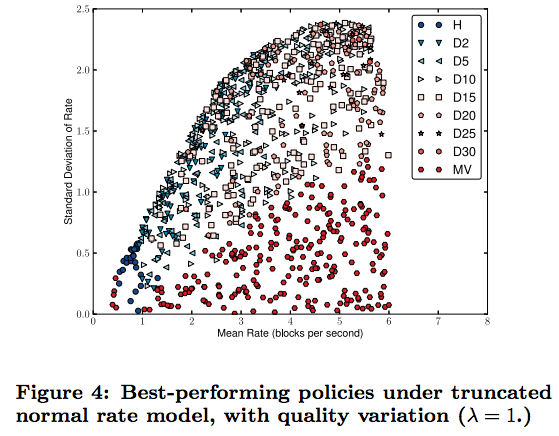 2.5
2.0
1.5
1.0
0.5
0.0
Standard Deviation of Rate
0 1 2 3 4 5 6 7 8
Mean Rate (blocks per second)
H
D2
D5
D10
D15
D20
D25
D30
MV
Figure 4: Best-performing policies under truncated
normal rate model, with quality variation (λ = 1.)